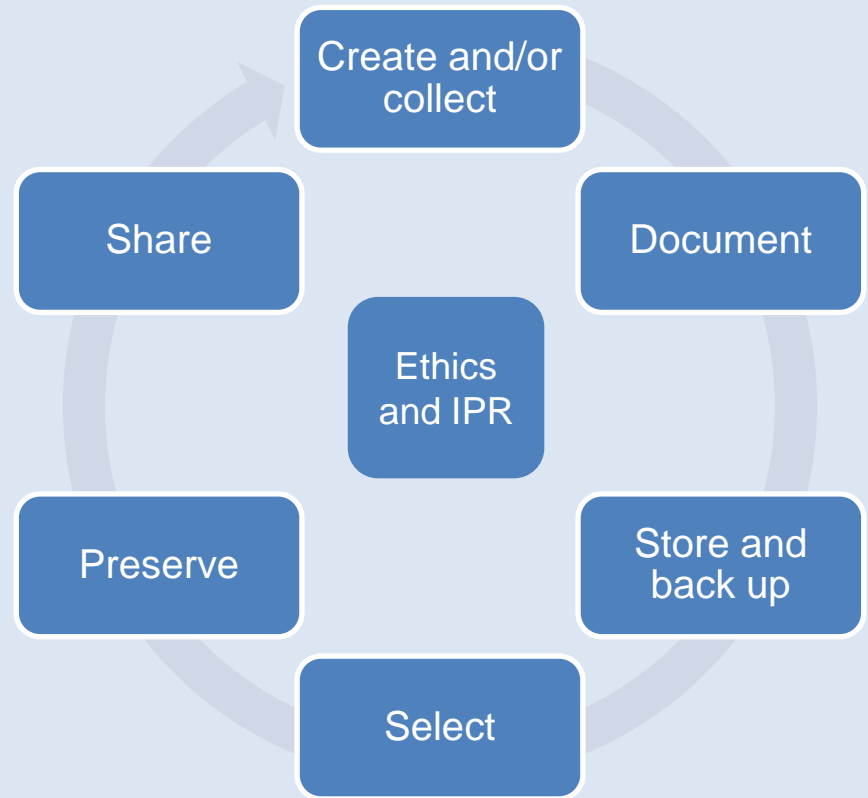 Create and/or
collect
Share
Document
Ethics
and IPR
Preserve
Store and
back up
Select